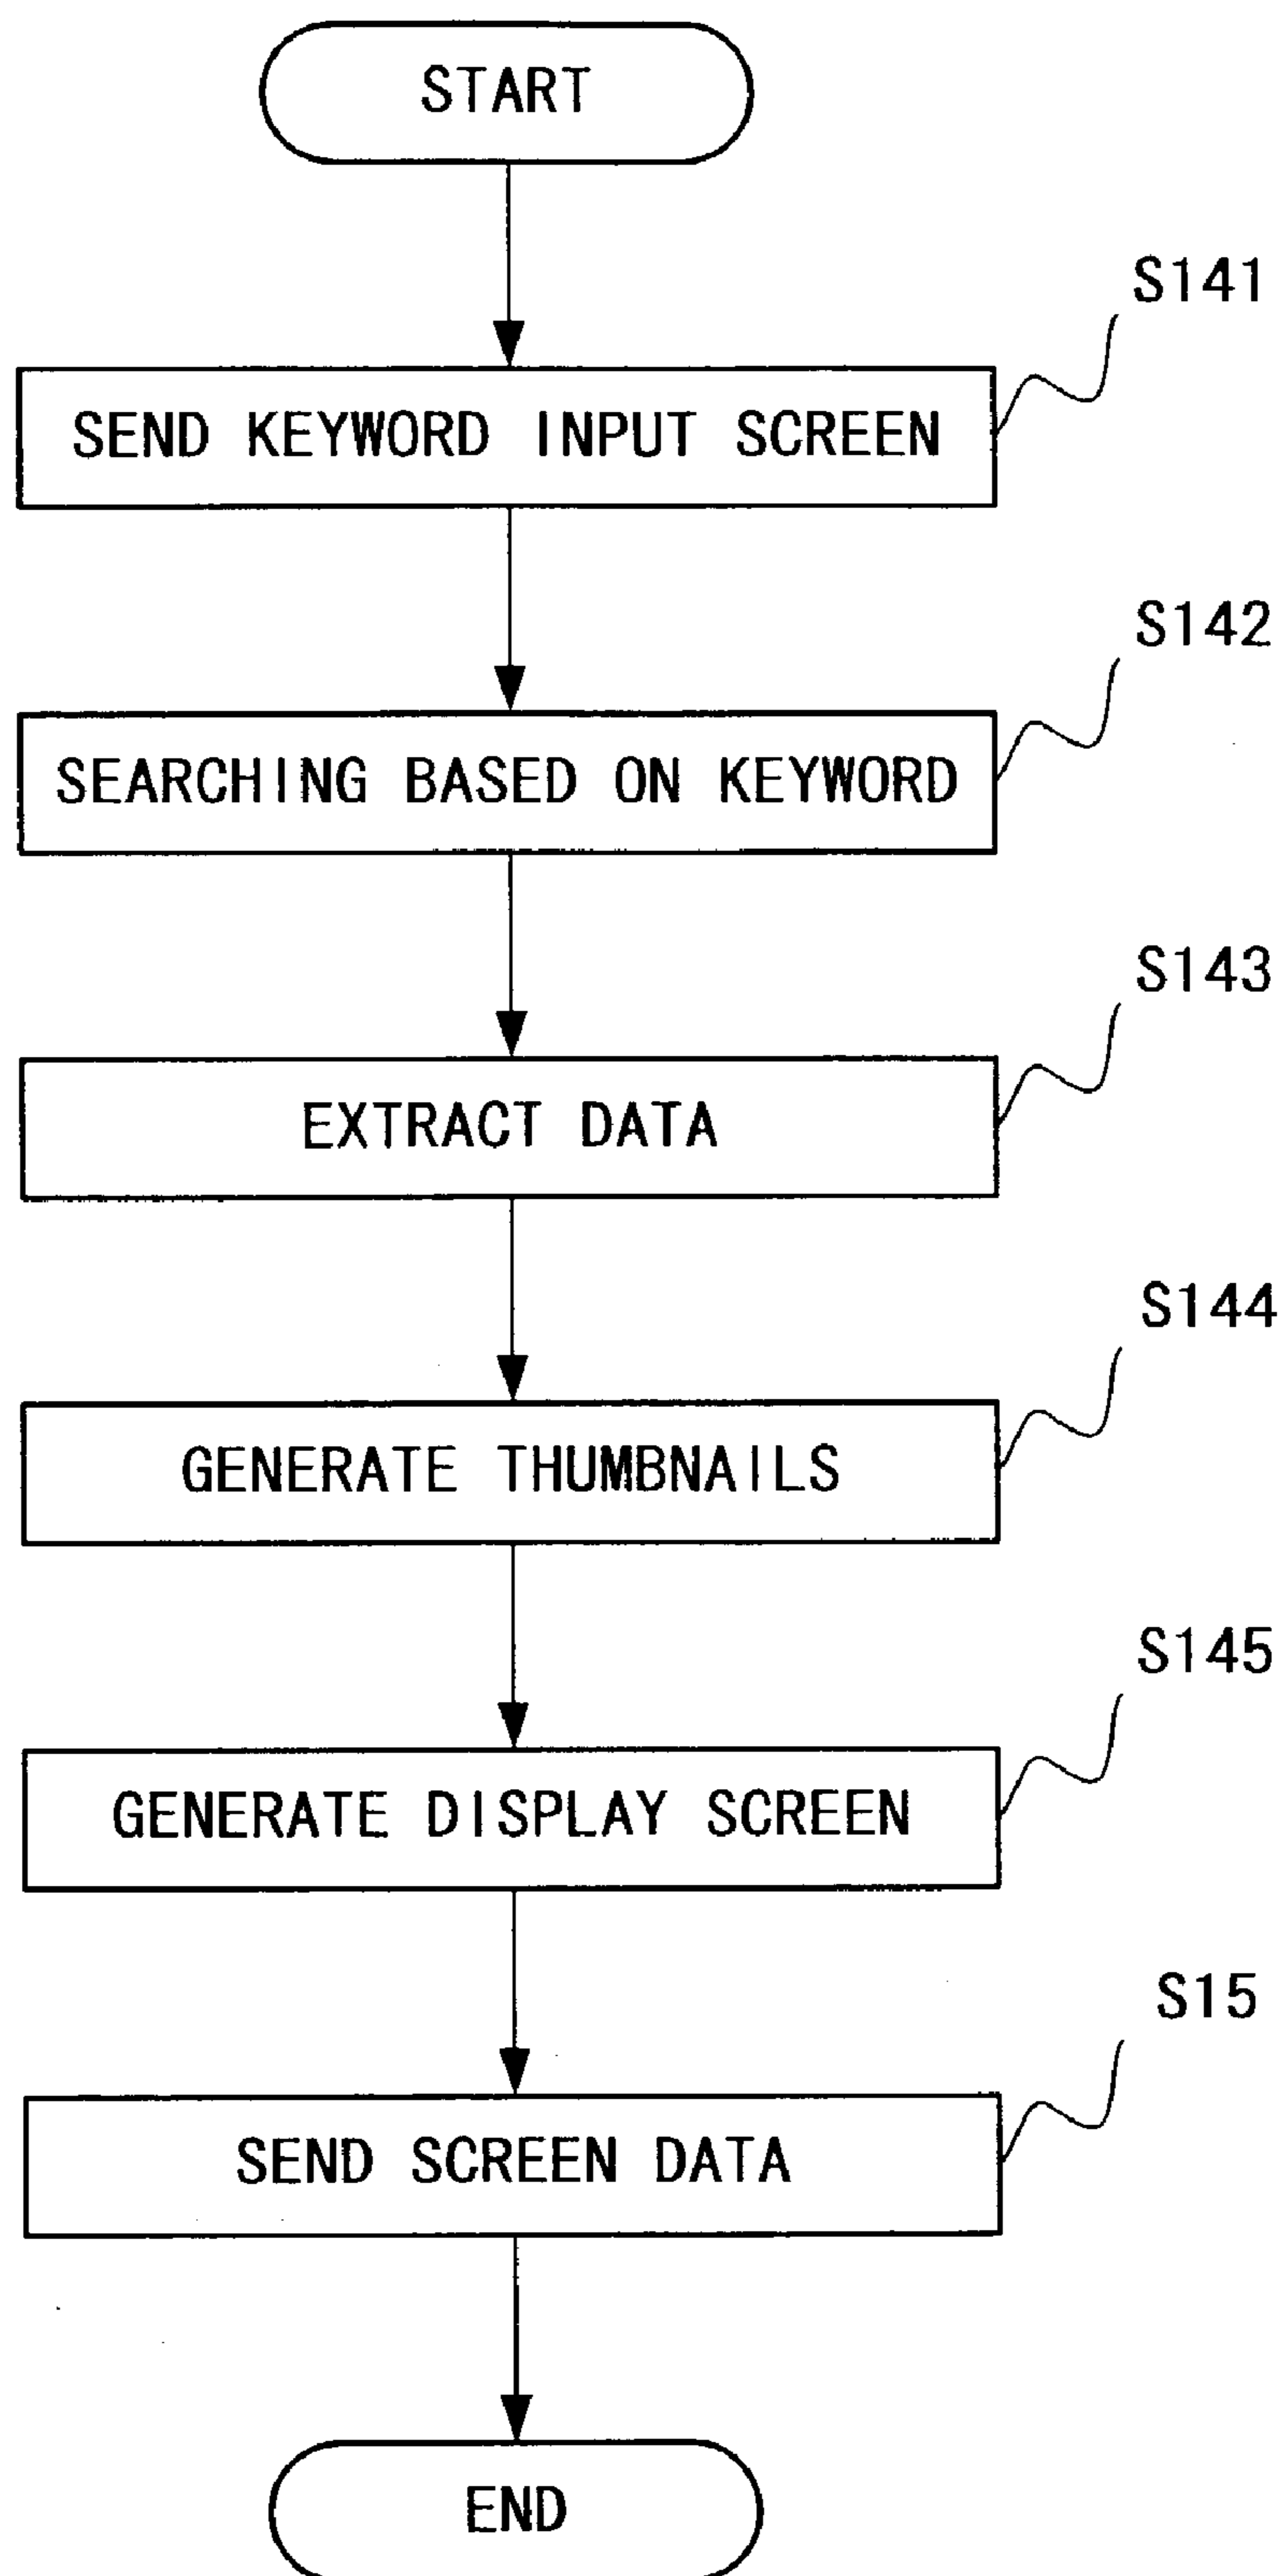 START
S141
SEND KEYWORD INPUT SCREEN
S142
SEARCHING BASED ON KEYWORD
S143
EXTRACT DATA
S144
GENERATE THUMBNAILS
S145
GENERATE DISPLAY SCREEN
S15
SEND SCREEN DATA
END